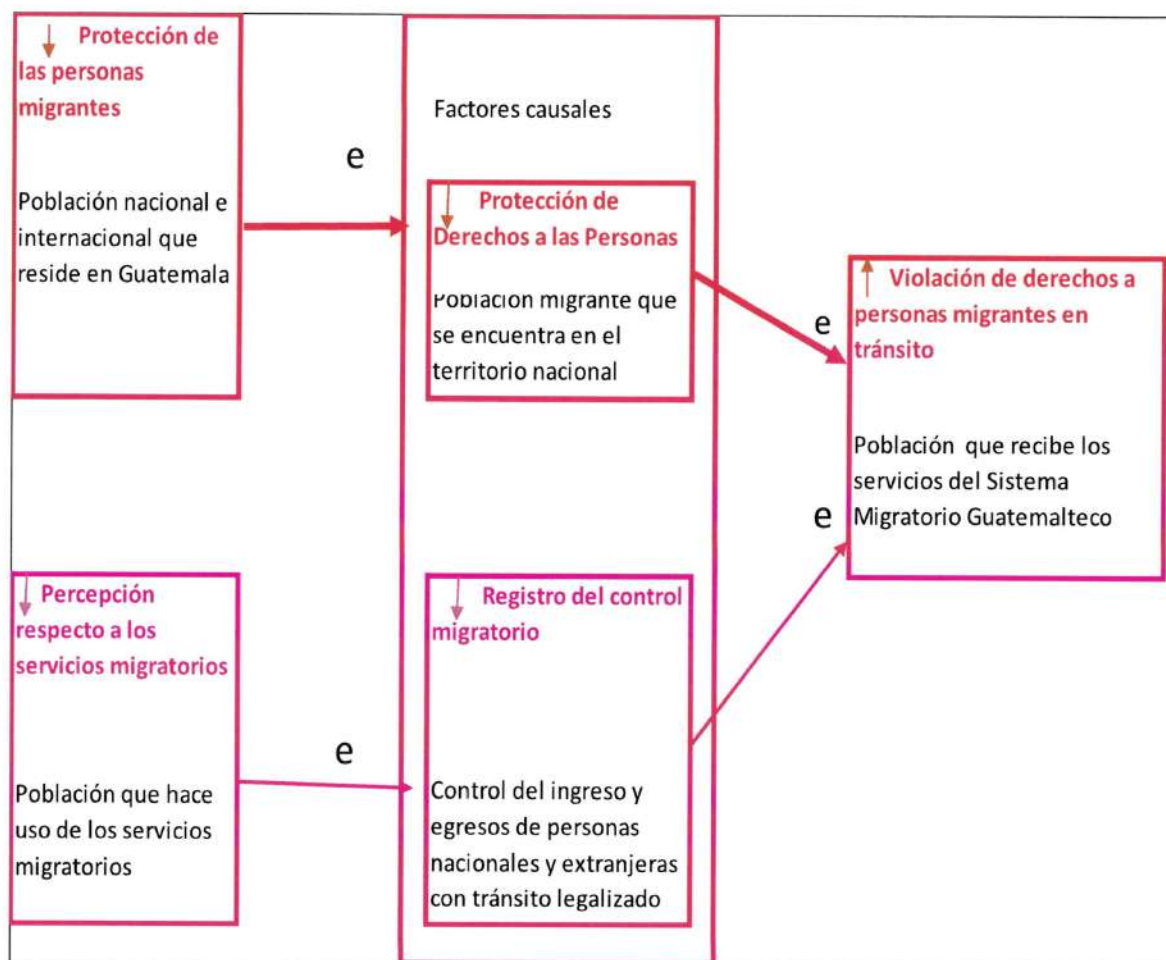 Protección de
las personas
migrantes
Población nacional e
internacional que
reside en Guatemala
e
Factores causales
Protección de
Derechos a las Personas
Población migrante que
se encuentra en el
territorio nacional
e
Violación de derechos a
personas migrantes en
tránsito
Población que recibe los
servicios del Sistema
Migratorio Guatemalteco
e
Percepción
respecto a los
servicios migratorios
Población que hace
uso de los servicios
migratorios
e
Registro del control
migratorio
Control del ingreso y
egresos de personas
nacionales y extranjeras
con tránsito legalizado